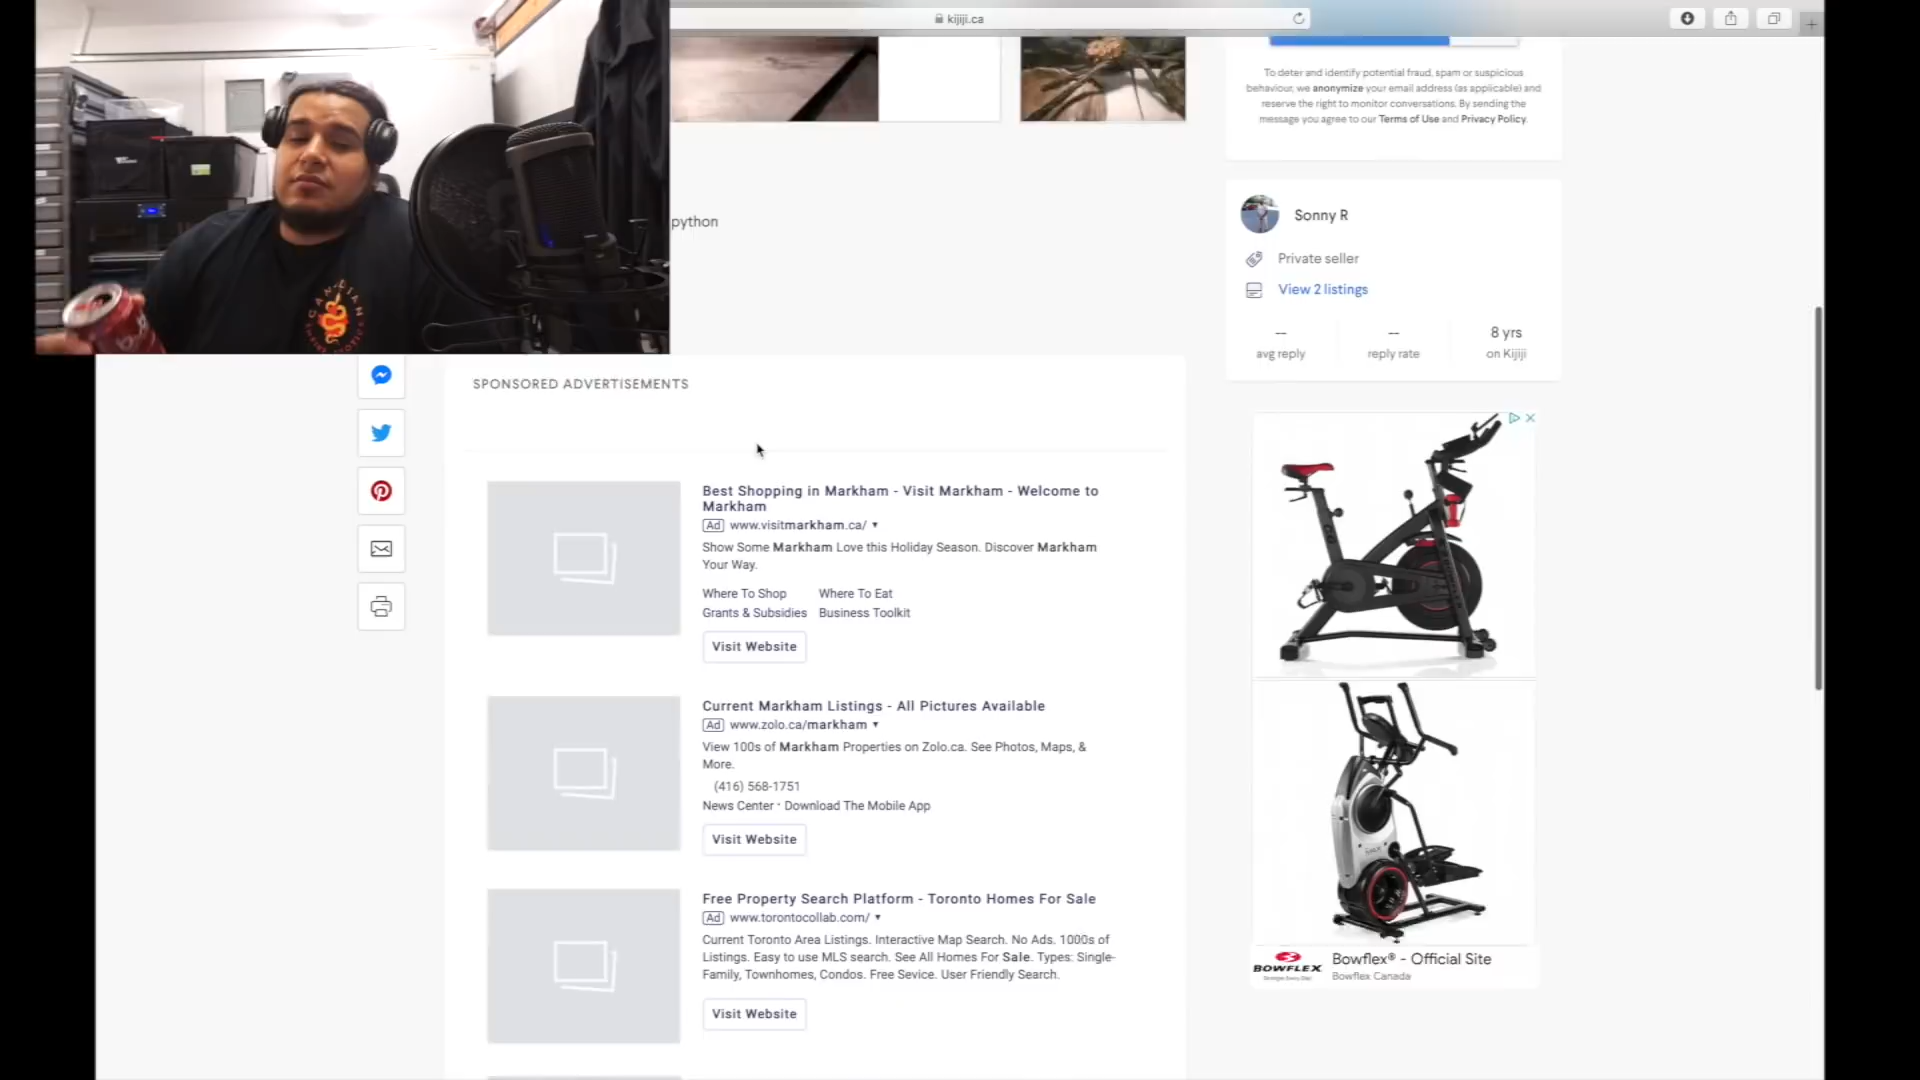 kijiji.ca
To deter and identify potential fraud, spam or suspicious
behaviour, we anonymize your email address (as applicable) and
reserve the right to monitor conversations. By sending the
message you agree to our Terms of Use and Privacy Policy.
Sonny R
Private seller
View 2 listings
-- -- 8 yrs
avg reply reply rate on Kijiji
python
SPONSORED ADVERTISEMENTS
Best Shopping in Markham - Visit Markham - Welcome to
Markham
Ad www.visitmarkham.ca/
Show Some Markham Love this Holiday Season. Discover Markham
Your Way.
Where To Shop Where To Eat
Grants & Subsidies Business Toolkit
Visit Website
Current Markham Listings - All Pictures Available
Ad www.zolo.ca/markham
View 100s of Markham Properties on Zolo.ca. See Photos, Maps, &
More.
(416) 568-1751
News Center · Download The Mobile App
Visit Website
Free Property Search Platform - Toronto Homes For Sale
Ad www.torontocollab.com/
Current Toronto Area Listings. Interactive Map Search. No Ads. 1000s of
Listings. Easy to use MLS search. See All Homes For Sale. Types: Single-
Family, Townhomes, Condos. Free Sevice. User Friendly Search.
Visit Website
BOWFLEX
Bowflex® - Official Site
Bowflex Canada